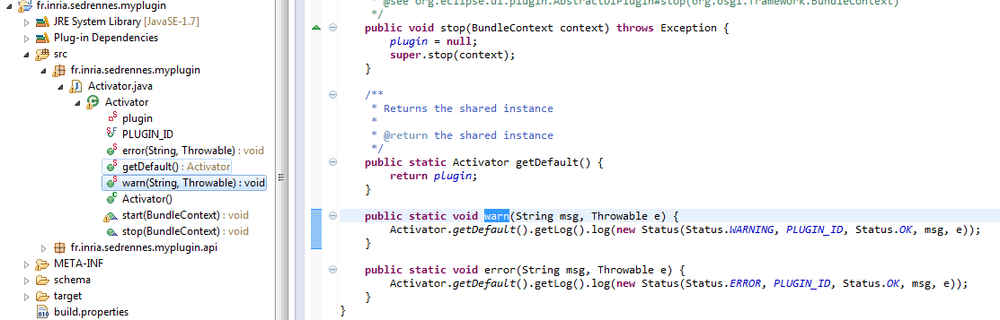 fr.inria.sedrennes.myplugin
JRE System Library [JavaSE-1.7]
Plug-in Dependencies
src
fr.inria.sedrennes.myplugin
Activator.java
Activator
plugin
PLUGIN_ID
error(String, Throwable) : void
getDefault() : Activator
warn(String, Throwable) : void
Activator()
start(BundleContext) : void
stop(BundleContext) : void
fr.inria.sedrennes.myplugin.api
META-INF
schema
target
build.properties
* @see org.eclipse.ui.plugin.AbstractUIPlugin#stop(org.osgi.framework.BundleContext)
*/
public void stop(BundleContext context) throws Exception {
plugin = null;
super.stop(context);
}
/**
* Returns the shared instance
*
* @return the shared instance
*/
public static Activator getDefault() {
return plugin;
}
public static void warn(String msg, Throwable e) {
Activator.getDefault().getLog().log(new Status(Status.WARNING, PLUGIN_ID, Status.OK, msg, e));
}
public static void error(String msg, Throwable e) {
Activator.getDefault().getLog().log(new Status(Status.ERROR, PLUGIN_ID, Status.OK, msg, e));
}
}